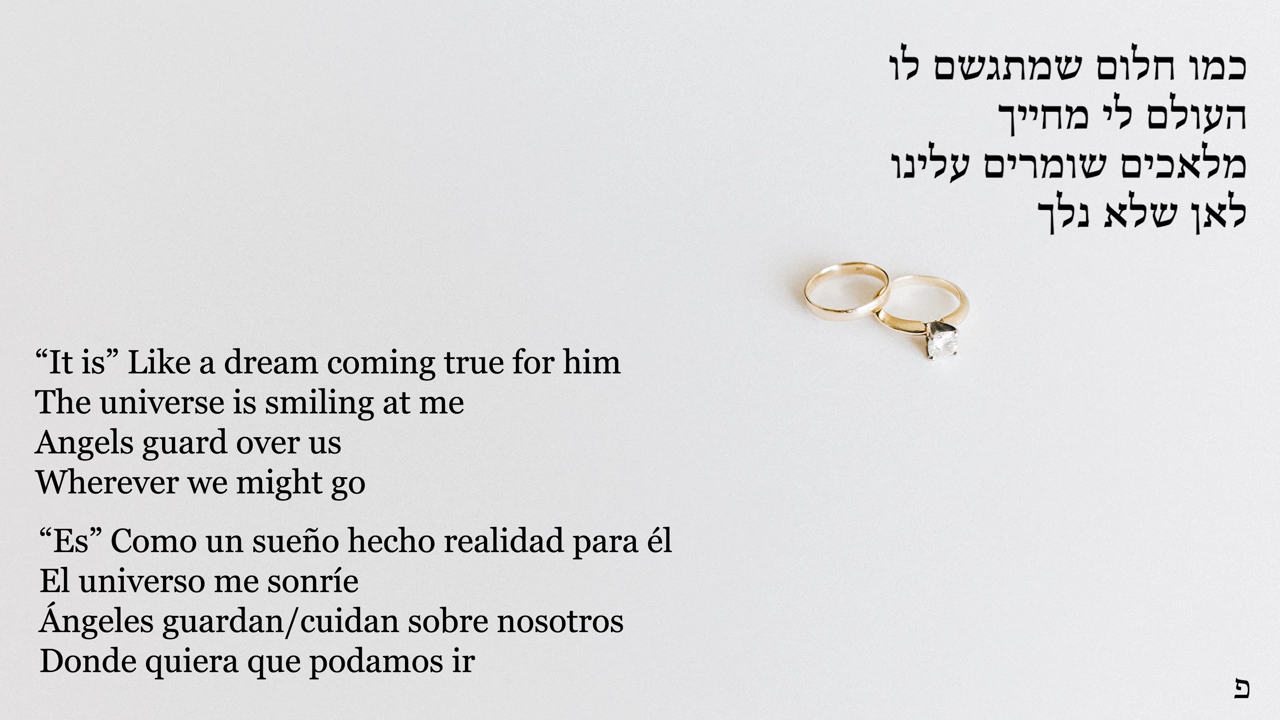 כמו חלום שמתגשם לו
העולם לי מחייך
מלאכים שומרים עלינו
לאן שלא נלך
“It is” Like a dream coming true for him
The universe is smiling at me
Angels guard over us
Wherever we might go
“Es” Como un sueño hecho realidad para él
El universo me sonríe
Ángeles guardan/cuidan sobre nosotros
Donde quiera que podamos ir
פ